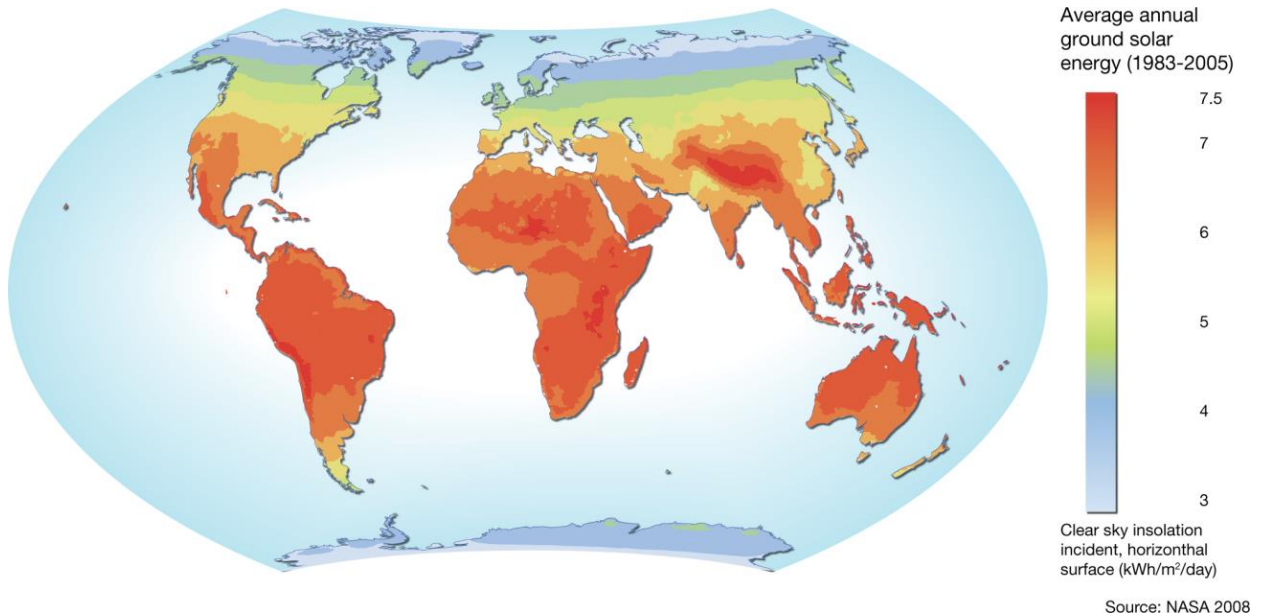 Average annual
ground solar
energy (1983-2005)
7.5
7
6
5
4
3
Clear sky insolation
incident, horizonthal
surface (kWh/m²/day)
Source: NASA 2008